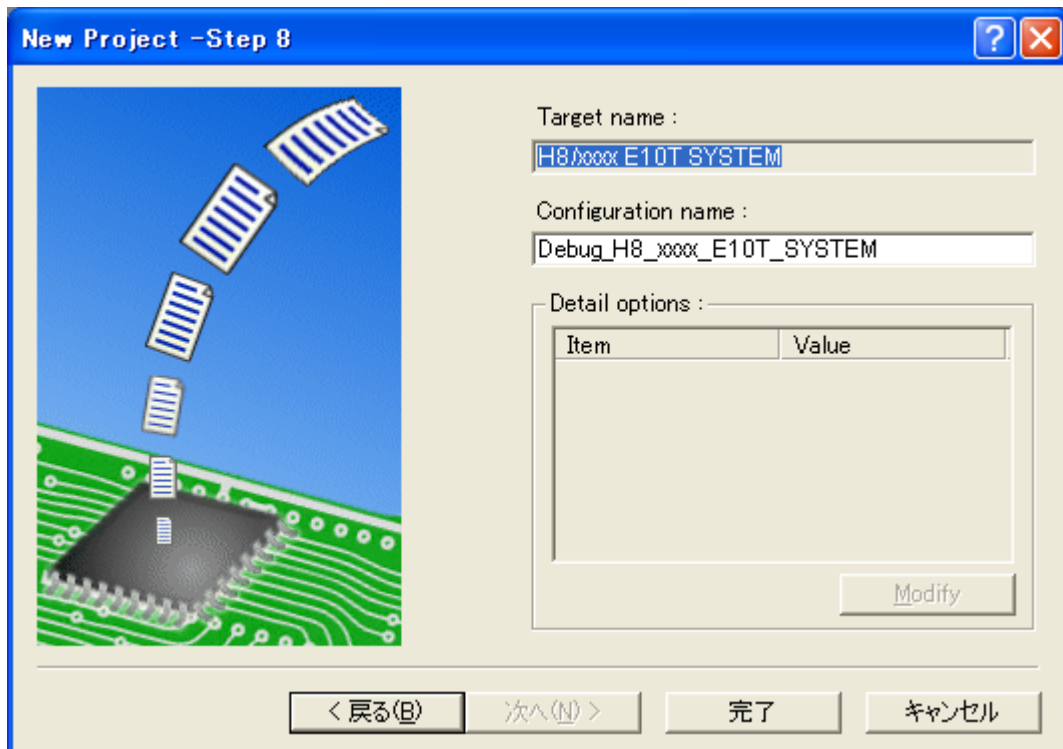 New Project -Step 8
Target name :
H8/xxxx E10T SYSTEM
Configuration name :
Debug_H8_xxxx_E10T_SYSTEM
Detail options :
Item Value
Modify
< 戻る(B) 次へ(N) > 完了 キャンセル